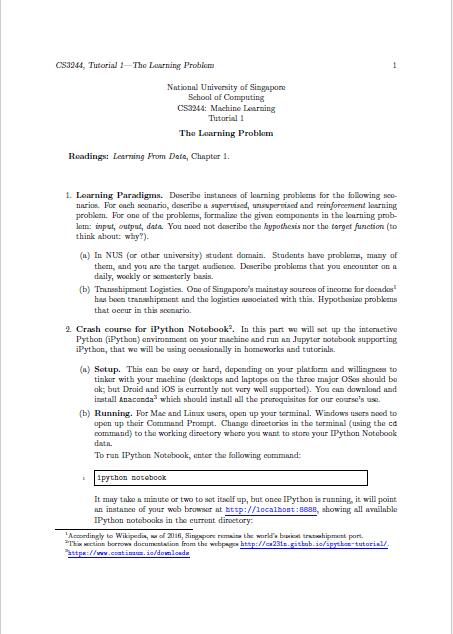 CS3244, Tutorial 1—The Learning Problem 1
National University of Singapore
School of Computing
CS3244: Machine Learning
Tutorial 1
The Learning Problem
Readings: Learning From Data, Chapter 1.
1. Learning Paradigms. Describe instances of learning problems for the following sce-
narios. For each scenario, describe a supervised, unsupervised and reinforcement learning
problem. For one of the problems, formalize the given components in the learning prob-
lem: input, output, data. You need not describe the hypothesis nor the target function (to
think about: why?).
(a) In NUS (or other university) student domain. Students have problems, many of
them, and you are the target audience. Describe problems that you encounter on a
daily, weekly or semesterly basis.
(b) Transshipment Logistics. One of Singapore's mainstay sources of income for decades1
has been transshipment and the logistics associated with this. Hypothesize problems
that occur in this scenario.
2. Crash course for iPython Notebook2. In this part we will set up the interactive
Python (iPython) environment on your machine and run a Jupyter notebook supporting
iPython, that we will be using occasionally in homeworks and tutorials.
(a) Setup. This can be easy or hard, depending on your platform and willingness to
tinker with your machine (desktops and laptops on the three major OSes should be
ok; but Droid and iOS is currently not very well supported). You can download and
install Anaconda3 which should install all the prerequisites for our course's use.
(b) Running. For Mac and Linux users, open up your terminal. Windows users need to
open up their Command Prompt. Change directories in the terminal (using the cd
command) to the working directory where you want to store your IPython Notebook
data.
To run IPython Notebook, enter the following command:
1 ipython notebook
It may take a minute or two to set itself up, but once IPython is running, it will point
an instance of your web browser at http://localhost:8888, showing all available
IPython notebooks in the current directory:
1According to Wikipedia, as of 2016, Singapore remains the world's busiest transshipment port.
2This section borrows documentation from the webpages http://cs231n.github.io/ipython-tutorial/.
3https://www.continuum.io/downloads